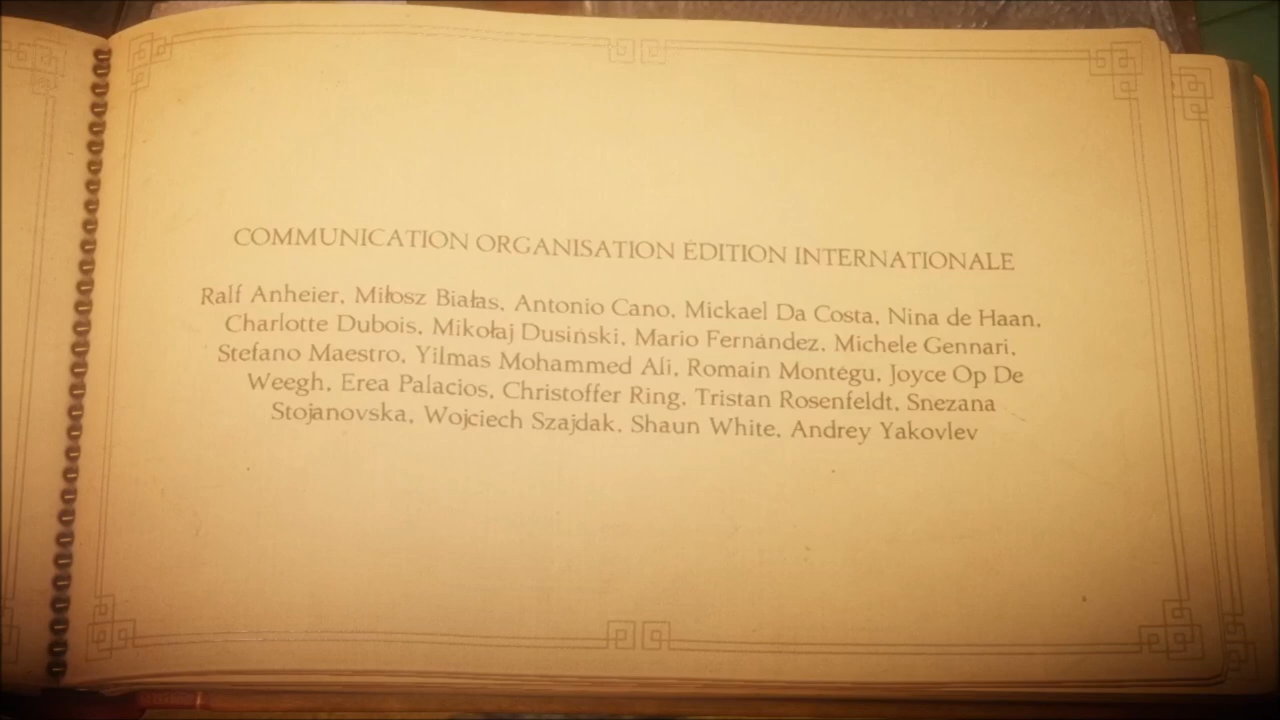 COMMUNICATION ORGANISATION ÉDITION INTERNATIONALE
Ralf Anheier, Miłosz Białas, Antonio Cano, Mickael Da Costa, Nina de Haan,
Charlotte Dubois, Mikołaj Dusiński, Mario Fernández, Michele Gennari,
Stefano Maestro, Yilmas Mohammed Ali, Romain Montégu, Joyce Op De
Weegh, Erea Palacios, Christoffer Ring, Tristan Rosenfeldt, Snezana
Stojanovska, Wojciech Szajdak, Shaun White, Andrey Yakovlev